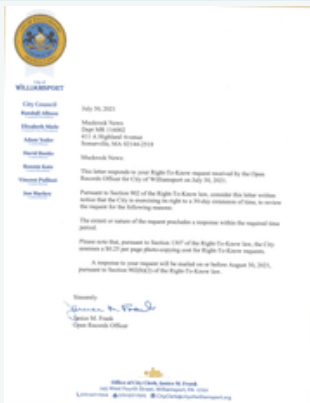 City of
WILLIAMSPORT
City Council
Randall Allison
Elizabeth Miele
Adam Yoder
David Banks
Bonnie Katz
Vincent Pulizzi
Jon Mackey
July 30, 2021
Muckrock News
Dept MR 116002
411 A Highland Avenue
Somerville, MA 02144-2516
Muckrock News:
This letter responds to your Right-To-Know request received by the Open
Records Officer for City of Williamsport on July 30, 2021.
Pursuant to Section 902 of the Right-To-Know law, consider this letter written
notice that the City is exercising its right to a 30-day extension of time, to review
the request for the following reasons:
The extent or nature of the request precludes a response within the required time
period.
Please note that, pursuant to Section 1307 of the Right-To-Know law, the City
assesses a $0.25 per page photo-copying cost for Right-To-Know requests.
A response to your request will be mailed on or before August 30, 2021,
pursuant to Section 902(b)(2) of the Right-To-Know law.
Sincerely,
Janice M. Frank
Janice M. Frank
Open Records Officer
Office of City Clerk, Janice M. Frank